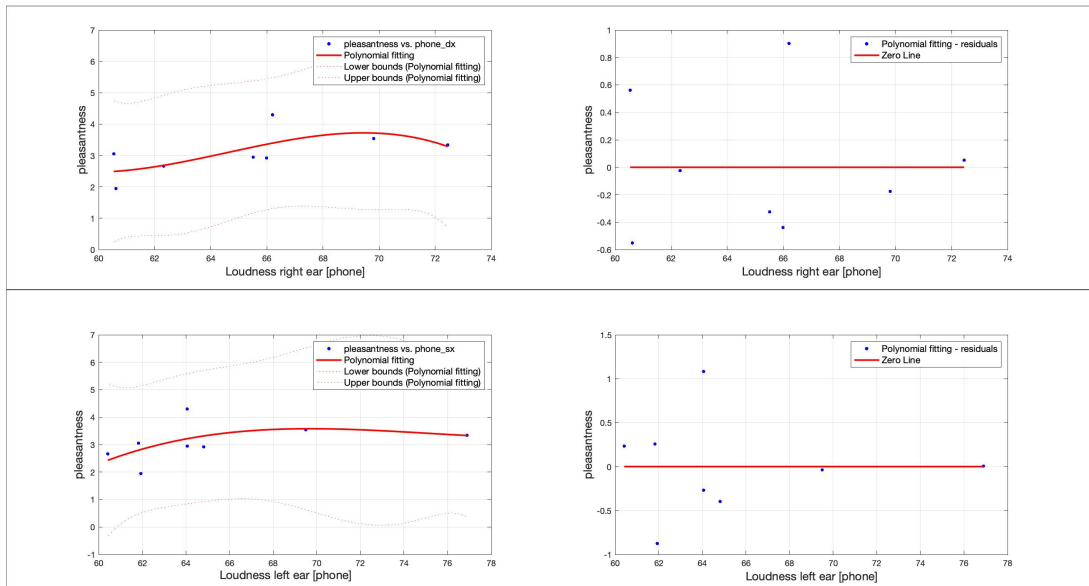 7
6
5
4
3
2
1
0
pleasantness
60 62 64 66 68 70 72 74
Loudness right ear [phone]
pleasantness vs. phone_dx
Polynomial fitting
Lower bounds (Polynomial fitting)
Upper bounds (Polynomial fitting)
1
0.8
0.6
0.4
0.2
0
-0.2
-0.4
-0.6
pleasantness
60 62 64 66 68 70 72 74
Loudness right ear [phone]
Polynomial fitting - residuals
Zero Line
7
6
5
4
3
2
1
0
-1
pleasantness
60 62 64 66 68 70 72 74 76 78
Loudness left ear [phone]
pleasantness vs. phone_sx
Polynomial fitting
Lower bounds (Polynomial fitting)
Upper bounds (Polynomial fitting)
1.5
1
0.5
0
-0.5
-1
pleasantness
60 62 64 66 68 70 72 74 76 78
Loudness left ear [phone]
Polynomial fitting - residuals
Zero Line